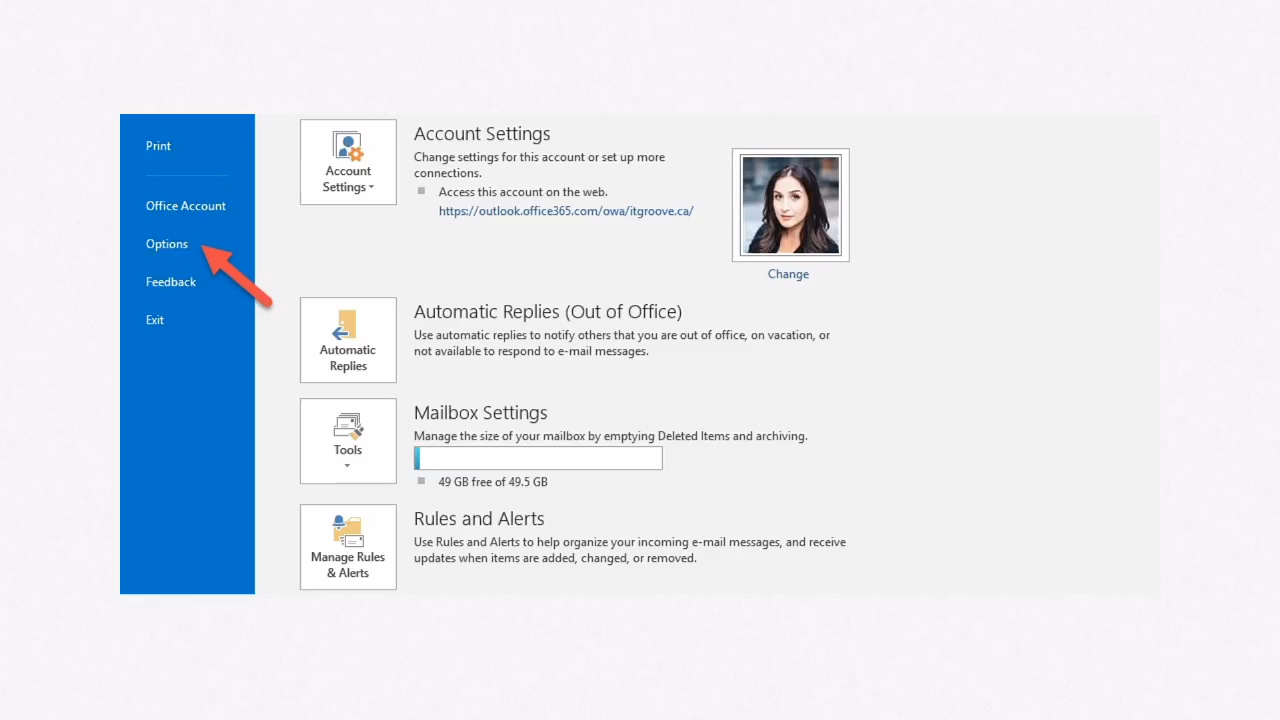 Print
Office Account
Options
Feedback
Exit
Account
Settings
Account Settings
Change settings for this account or set up more
connections.
Access this account on the web.
https://outlook.office365.com/owa/itgroove.ca/
Change
Automatic
Replies
Automatic Replies (Out of Office)
Use automatic replies to notify others that you are out of office, on vacation, or
not available to respond to e-mail messages.
Tools
Mailbox Settings
Manage the size of your mailbox by emptying Deleted Items and archiving.
49 GB free of 49.5 GB
Manage Rules
& Alerts
Rules and Alerts
Use Rules and Alerts to help organize your incoming e-mail messages, and receive
updates when items are added, changed, or removed.